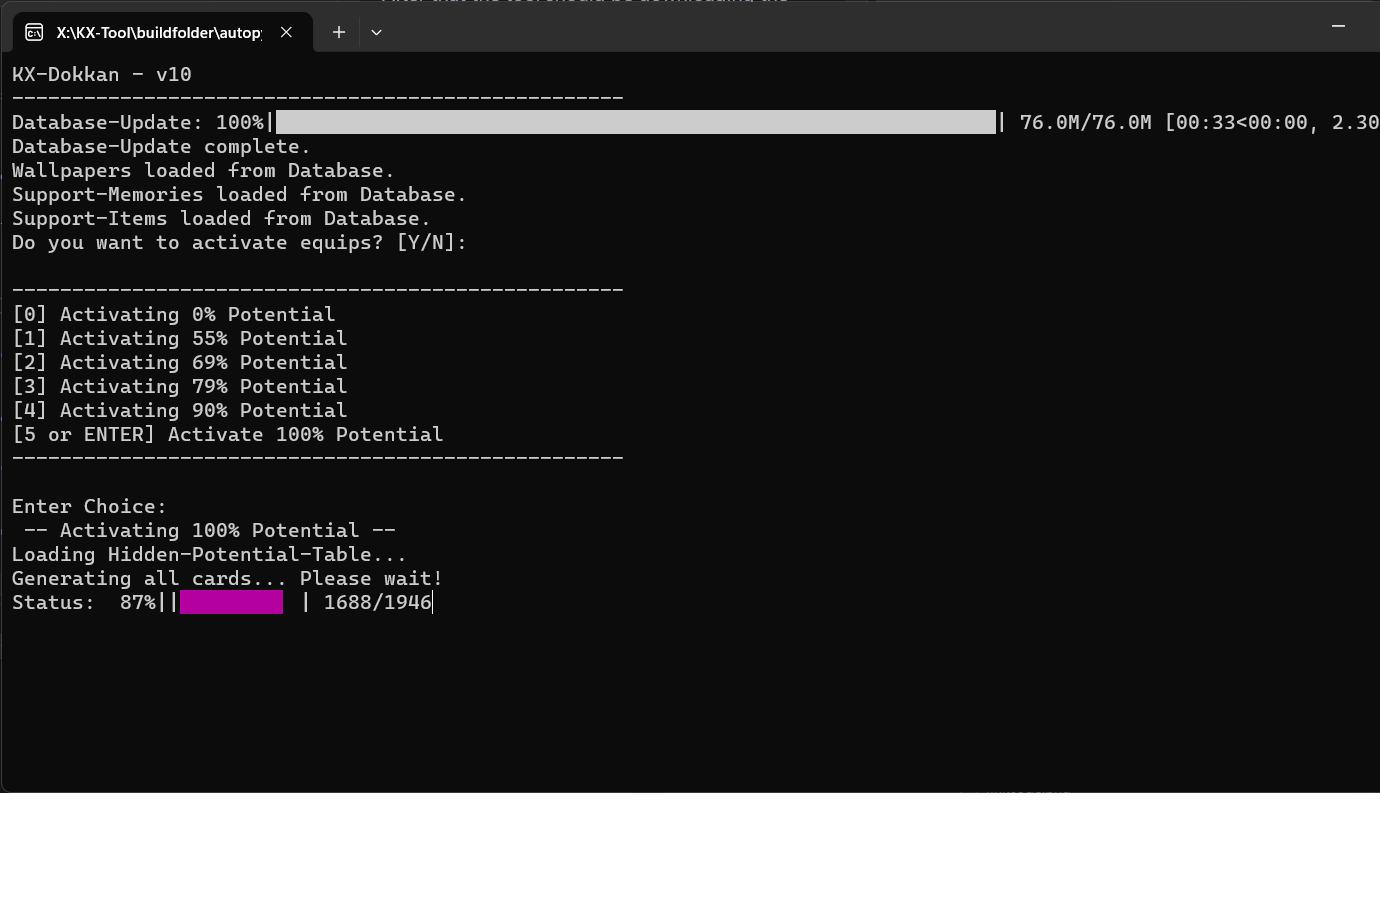 X:\KX-Tool\buildfolder\autopy
KX-Dokkan - v10
---------------------------------------------------
Database-Update: 100%| | 76.0M/76.0M [00:33<00:00, 2.30
Database-Update complete.
Wallpapers loaded from Database.
Support-Memories loaded from Database.
Support-Items loaded from Database.
Do you want to activate equips? [Y/N]:
---------------------------------------------------
[0] Activating 0% Potential
[1] Activating 55% Potential
[2] Activating 69% Potential
[3] Activating 79% Potential
[4] Activating 90% Potential
[5 or ENTER] Activate 100% Potential
---------------------------------------------------
Enter Choice:
-- Activating 100% Potential --
Loading Hidden-Potential-Table...
Generating all cards... Please wait!
Status: 87%|| | 1688/1946